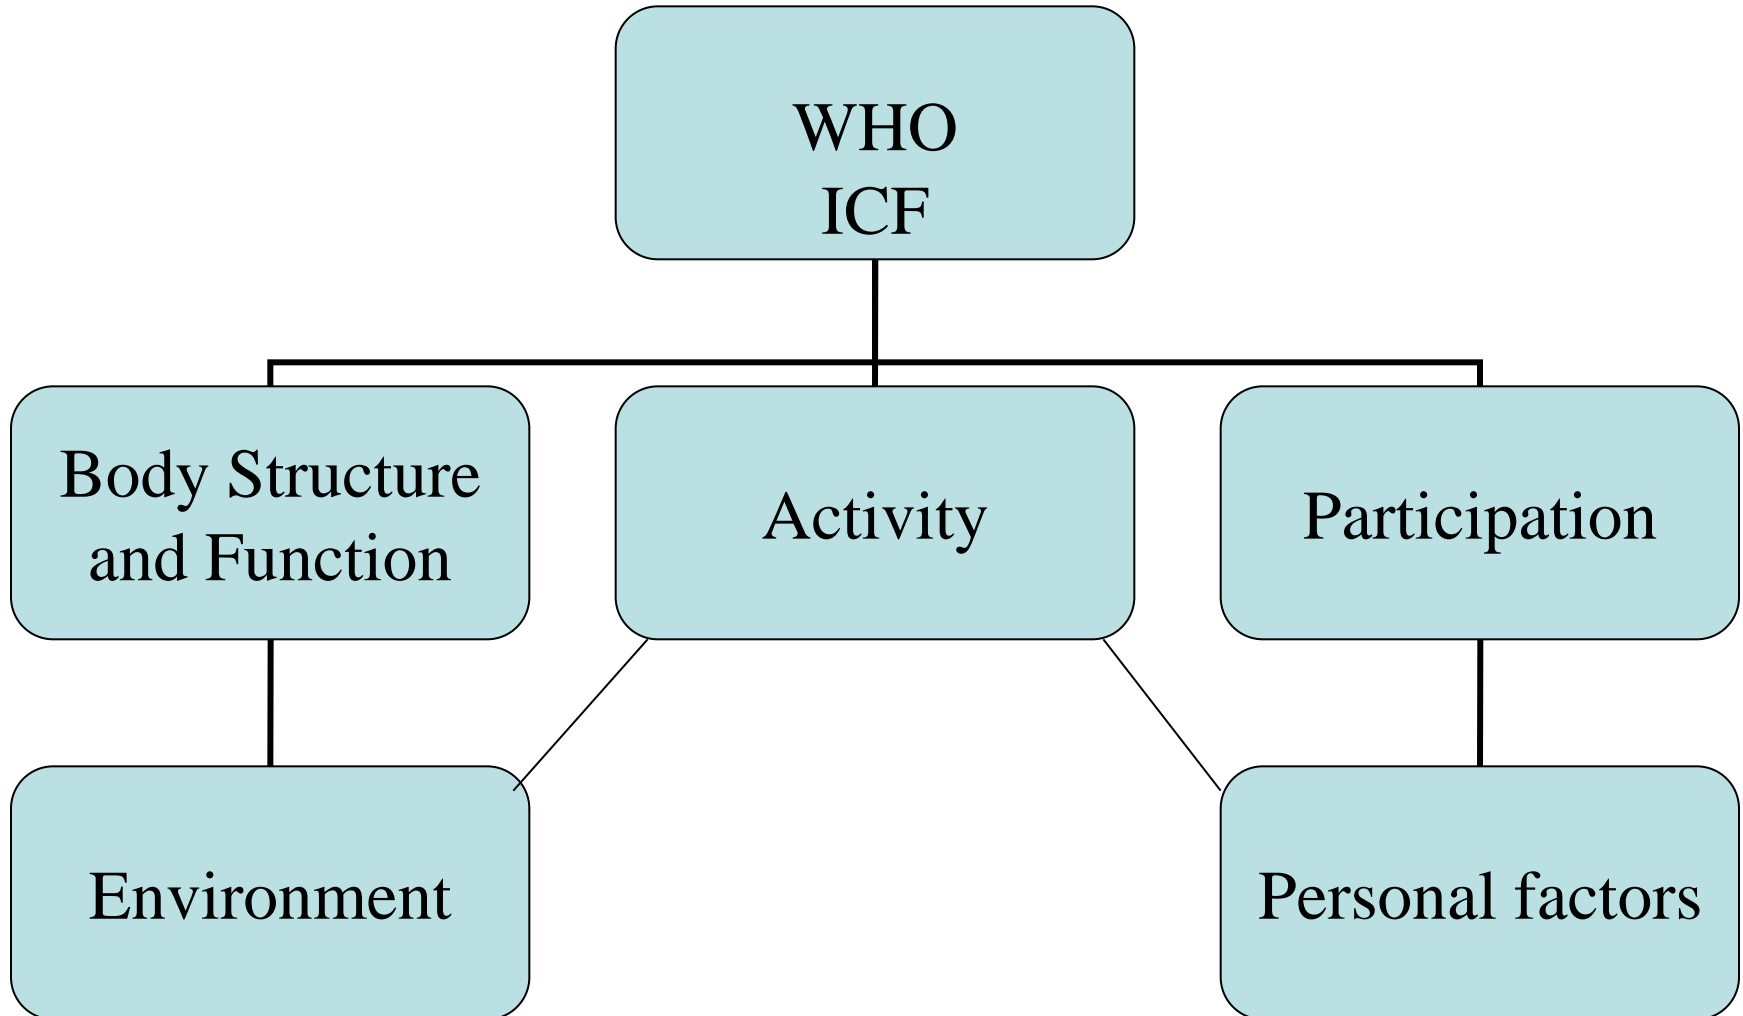 WHO
ICF
Body Structure
and Function
Activity
Participation
Environment
Personal factors